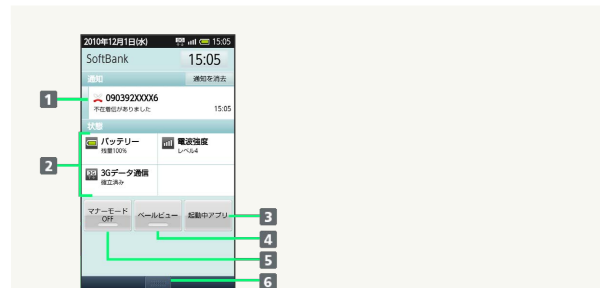 2010年12月1日(水) 3G 15:05
SoftBank 15:05
通知 通知を消去
1
090392XXXX6
不在着信がありました 15:05
状態
2
バッテリー 電波強度
残量100% レベル4
3Gデータ通信
確立済み
マナーモード
OFF
ベールビュー 起動中アプリ
3
4
5
6